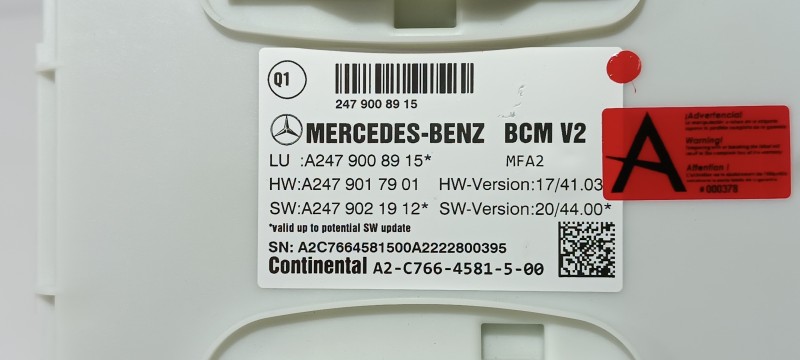 Q1
247 900 89 15
MERCEDES-BENZ BCM V2
LU :A247 900 89 15* MFA2
HW:A247 901 79 01 HW-Version:17/41.03
SW:A247 902 19 12* SW-Version:20/44.00*
*valid up to potential SW update
SN: A2C7664581500A2222800395
Continental A2-C766-4581-5-00
A
¡Advertencia!
Warning!
Attention !
# 000378